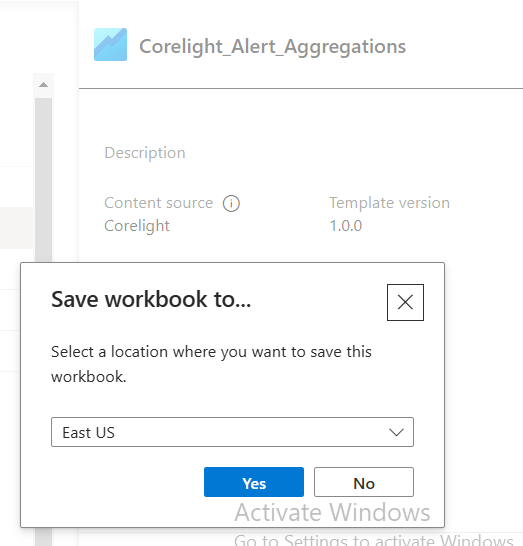 Corelight_Alert_Aggregations
Description
Content source
Template version
Corelight
1.0.0
Save workbook to...
Select a location where you want to save this
workbook.
East US
Yes
No
Activate Windows
Go to Settings to activate Windows